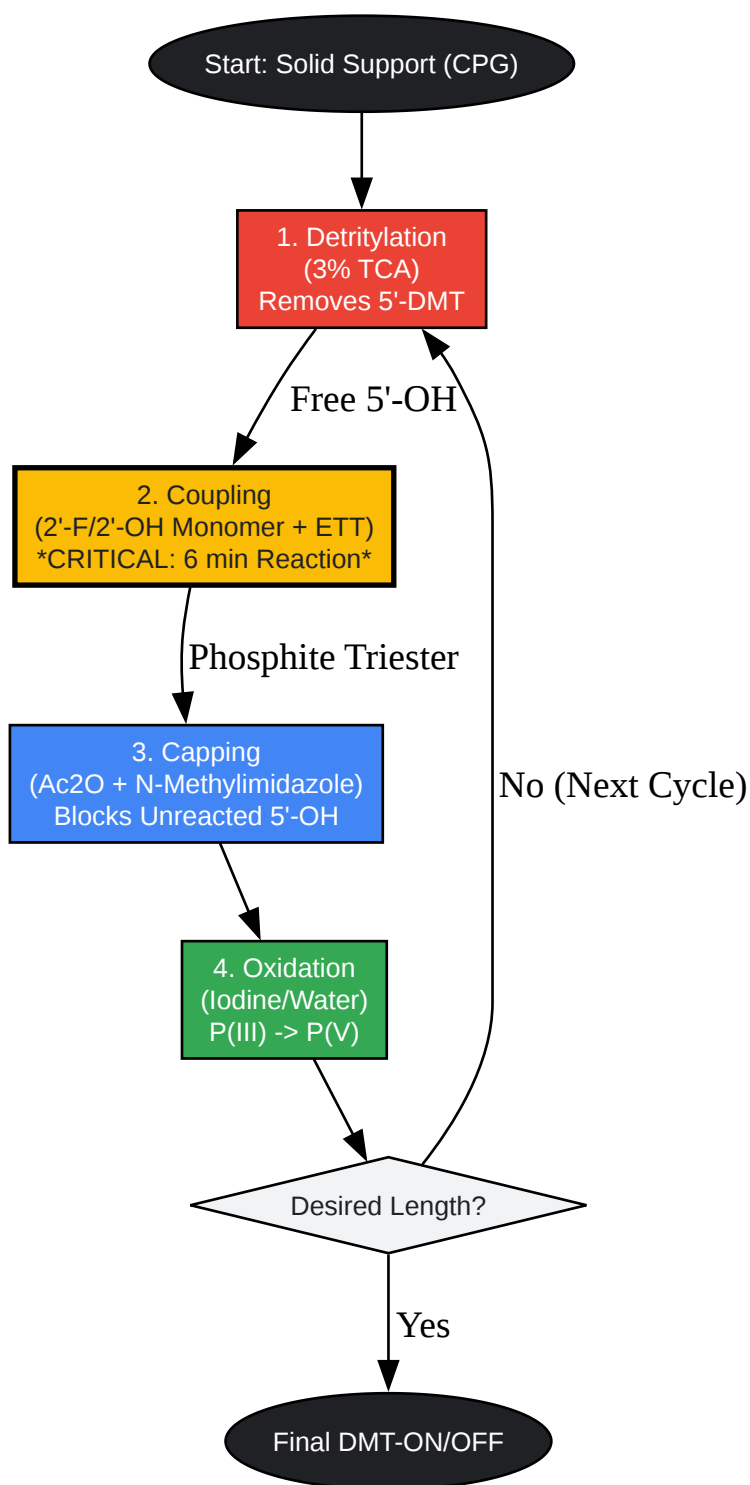 Start: Solid Support (CPG)
1. Detritylation
(3% TCA)
Removes 5'-DMT
Free 5'-OH
2. Coupling
(2'-F/2'-OH Monomer + ETT)
*CRITICAL: 6 min Reaction*
Phosphite Triester
3. Capping
(Ac2O + N-Methylimidazole)
Blocks Unreacted 5'-OH
No (Next Cycle)
4. Oxidation
(Iodine/Water)
P(III) -> P(V)
Desired Length?
Yes
Final DMT-ON/OFF